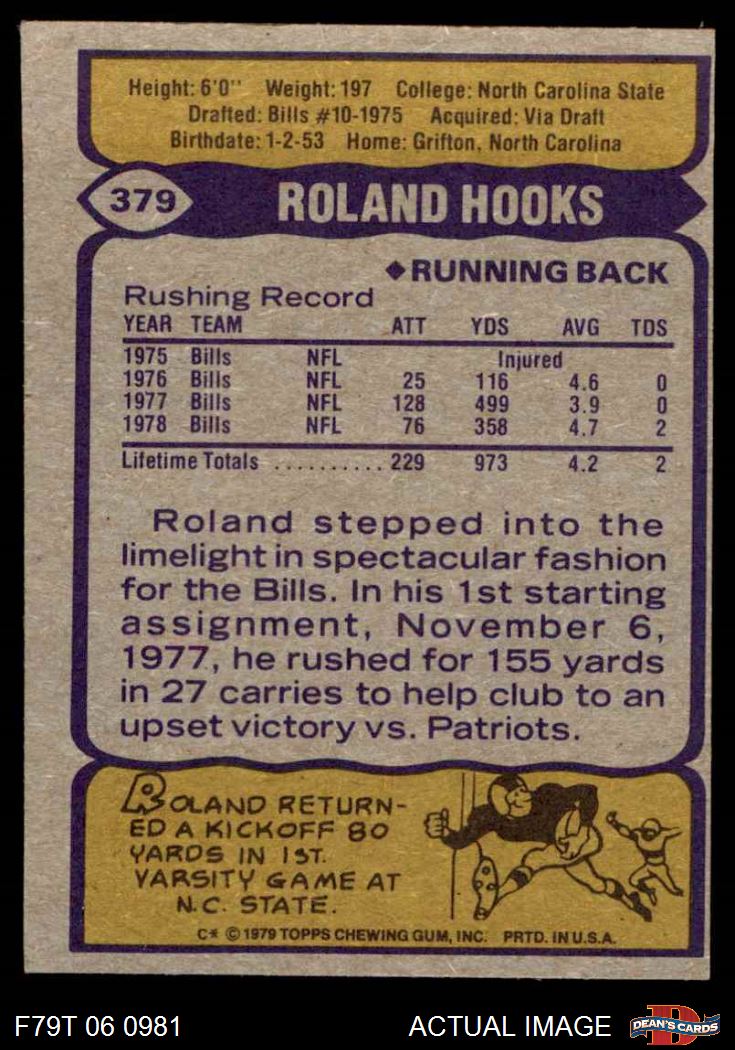 Height: 6'0" Weight: 197 College: North Carolina State
Drafted: Bills #10-1975 Acquired: Via Draft
Birthdate: 1-2-53 Home: Grifton, North Carolina
379 ROLAND HOOKS
◆RUNNING BACK
Rushing Record
YEAR TEAM ATT YDS AVG TDS
1975 Bills NFL Injured
1976 Bills NFL 25 116 4.6 0
1977 Bills NFL 128 499 3.9 0
1978 Bills NFL 76 358 4.7 2
Lifetime Totals .......... 229 973 4.2 2
Roland stepped into the
limelight in spectacular fashion
for the Bills. In his 1st starting
assignment, November 6,
1977, he rushed for 155 yards
in 27 carries to help club to an
upset victory vs. Patriots.
ROLAND RETURN-
ED A KICKOFF 80
YARDS IN 1ST.
VARSITY GAME AT
N.C. STATE.
C* © 1979 TOPPS CHEWING GUM, INC. PRTD. IN U.S.A.
F79T 06 0981 ACTUAL IMAGE D DEAN'S CARDS